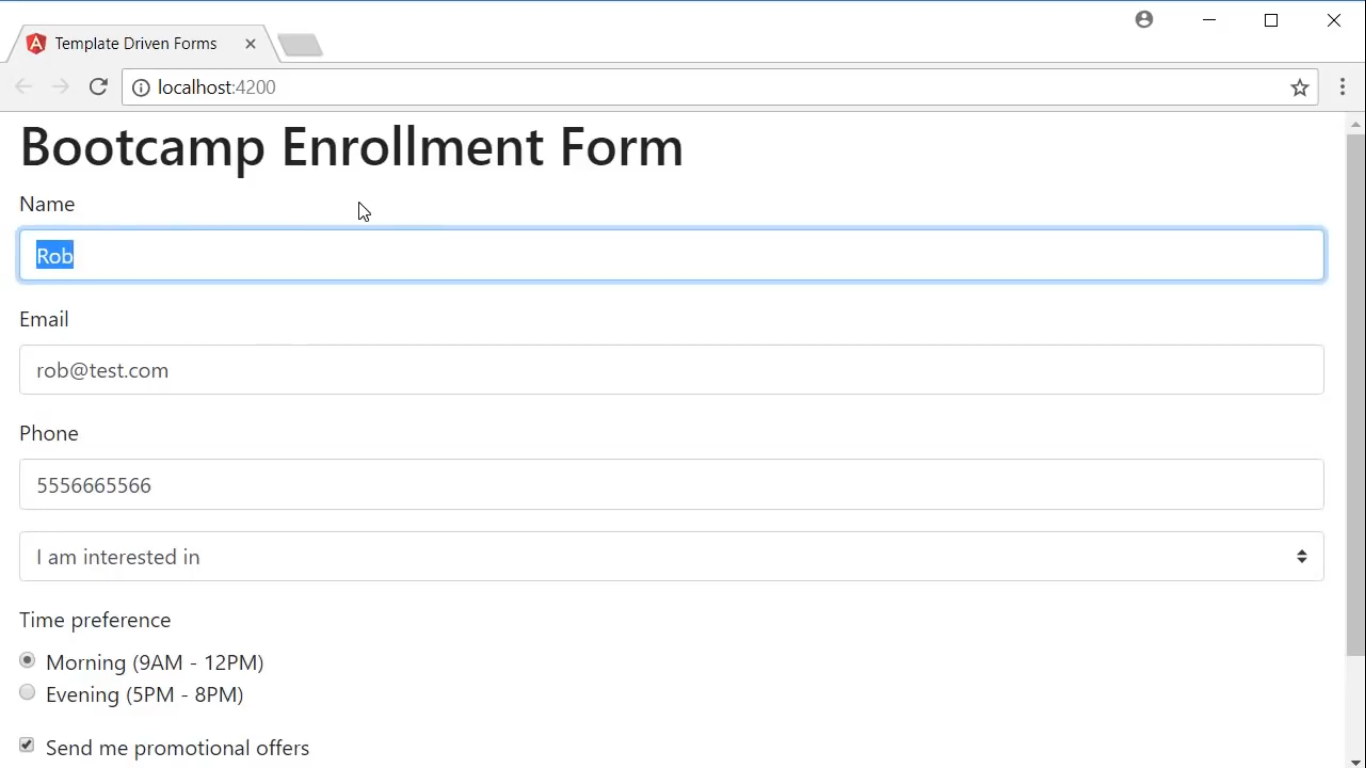 Template Driven Forms
localhost:4200
Bootcamp Enrollment Form
Name
Rob
Email
rob@test.com
Phone
5556665566
I am interested in
Time preference
Morning (9AM - 12PM)
Evening (5PM - 8PM)
Send me promotional offers